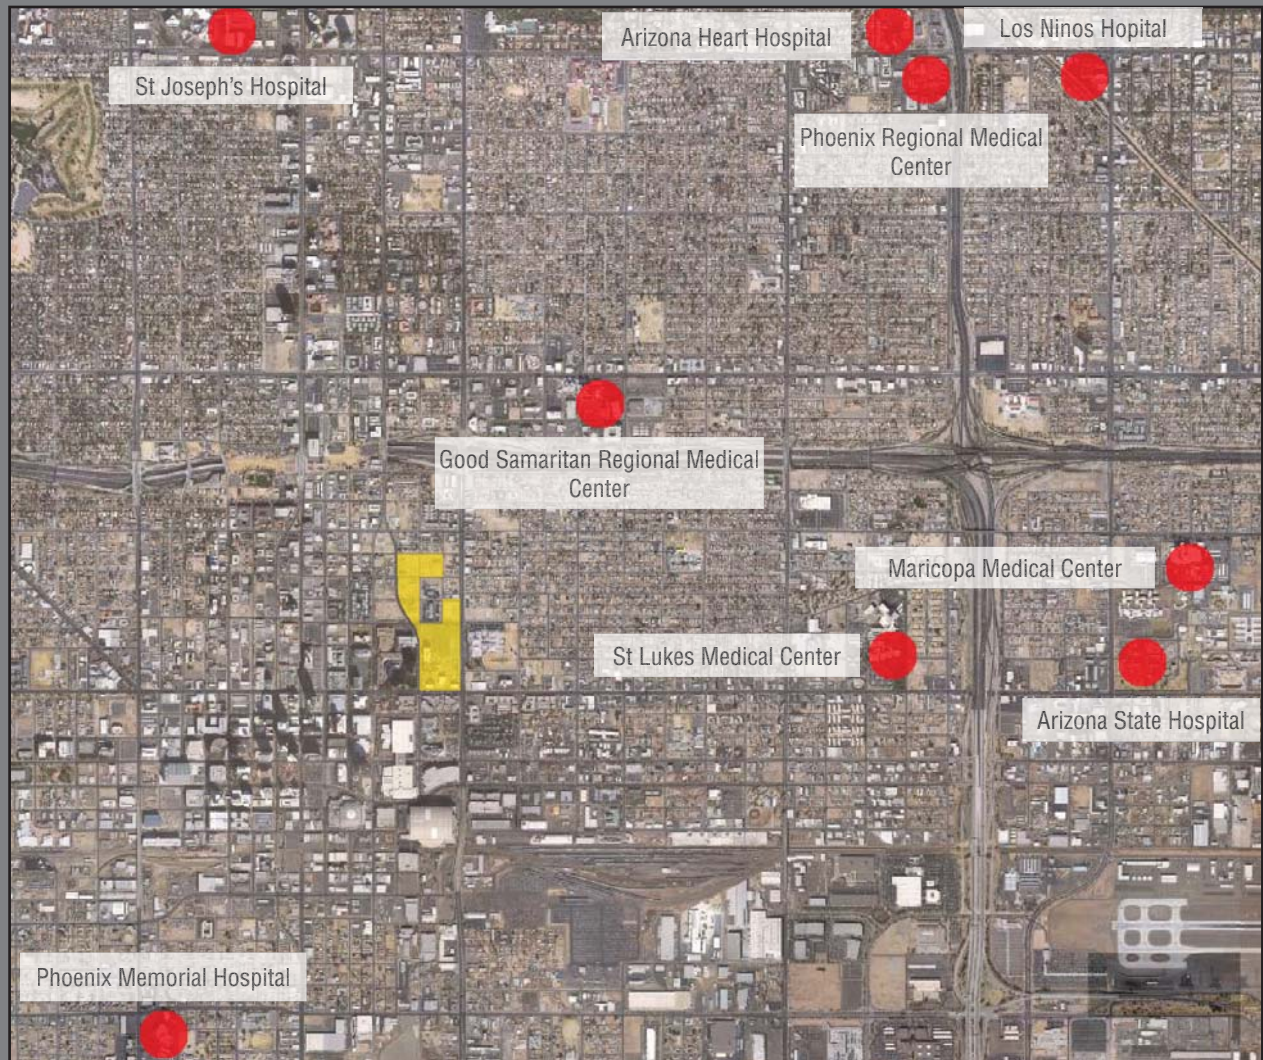 Arizona Heart Hospital
Los Ninos Hopital
St Joseph's Hospital
Phoenix Regional Medical
Center
Good Samaritan Regional Medical
Center
Maricopa Medical Center
St Lukes Medical Center
Arizona State Hospital
Phoenix Memorial Hospital